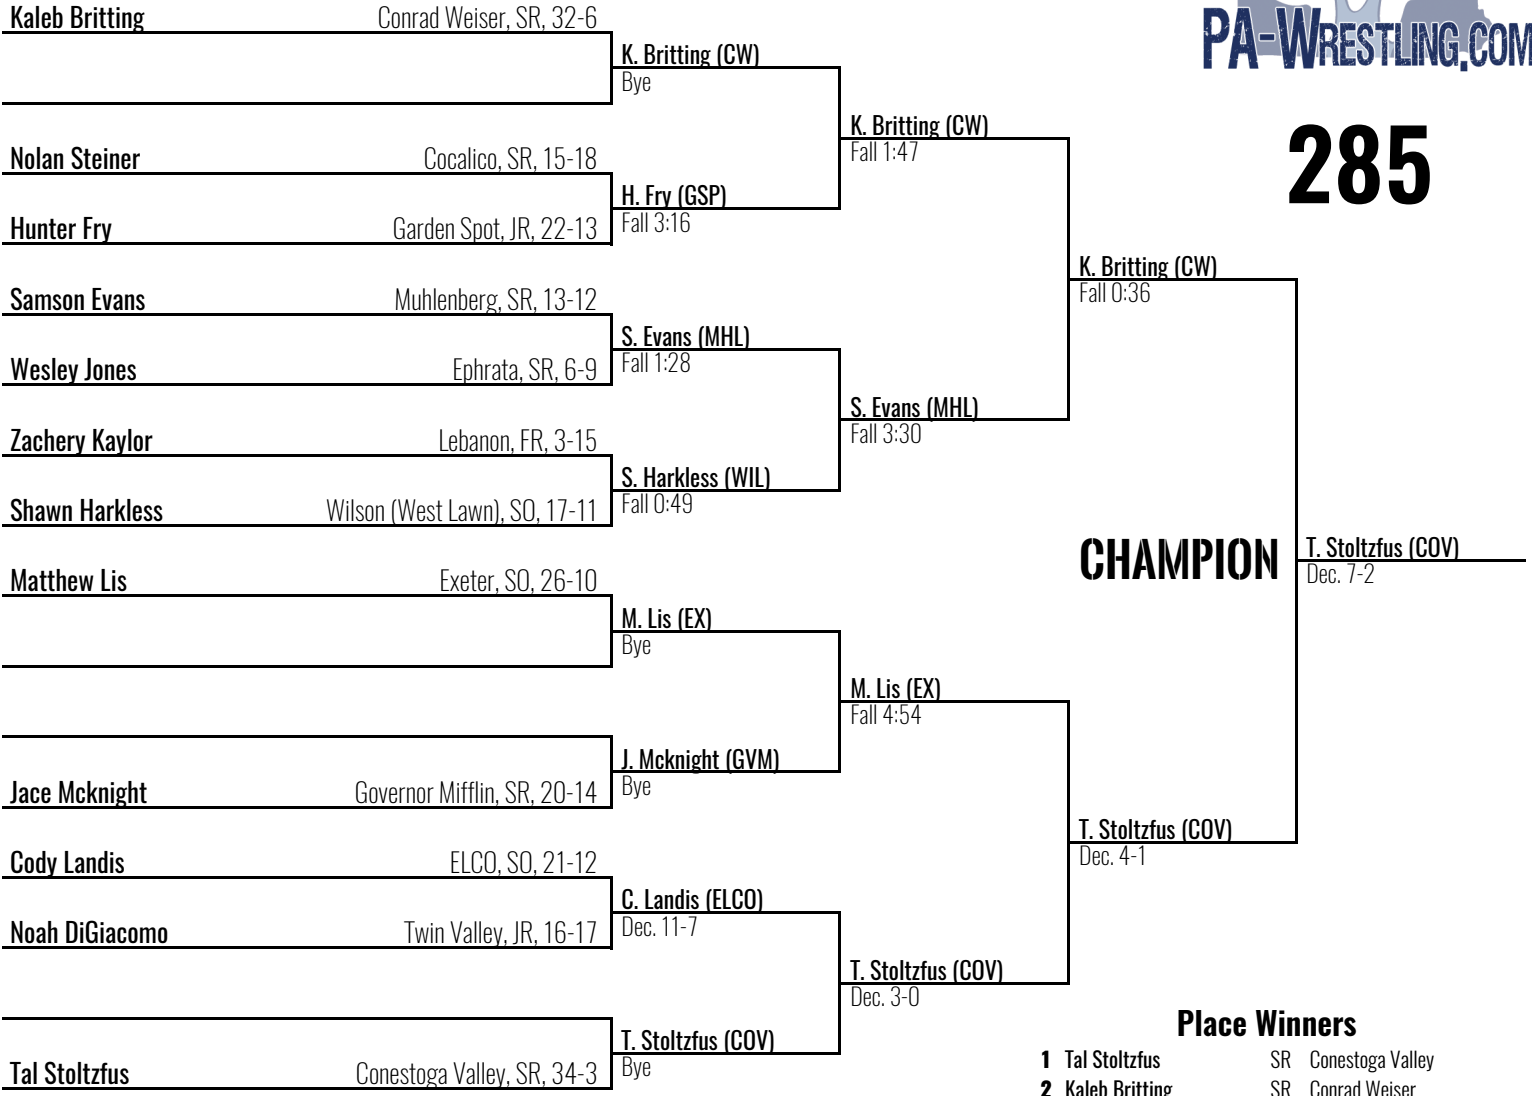 PA-WRESTLING.COM
285
Kaleb Britting Conrad Weiser, SR, 32-6
K. Britting (CW)
Bye
K. Britting (CW)
Fall 1:47
Nolan Steiner Cocalico, SR, 15-18
H. Fry (GSP)
Fall 3:16
Hunter Fry Garden Spot, JR, 22-13
K. Britting (CW)
Fall 0:36
Samson Evans Muhlenberg, SR, 13-12
S. Evans (MHL)
Fall 1:28
Wesley Jones Ephrata, SR, 6-9
S. Evans (MHL)
Fall 3:30
Zachery Kaylor Lebanon, FR, 3-15
S. Harkless (WIL)
Fall 0:49
Shawn Harkless Wilson (West Lawn), SO, 17-11
CHAMPION
T. Stoltzfus (COV)
Dec. 7-2
Matthew Lis Exeter, SO, 26-10
M. Lis (EX)
Bye
M. Lis (EX)
Fall 4:54
J. Mcknight (GVM)
Bye
Jace Mcknight Governor Mifflin, SR, 20-14
T. Stoltzfus (COV)
Dec. 4-1
Cody Landis ELCO, SO, 21-12
C. Landis (ELCO)
Dec. 11-7
Noah DiGiacomo Twin Valley, JR, 16-17
T. Stoltzfus (COV)
Dec. 3-0
T. Stoltzfus (COV)
Bye
Tal Stoltzfus Conestoga Valley, SR, 34-3
Place Winners
1 Tal Stoltzfus SR Conestoga Valley
2 Kaleb Britting SR Conrad Weiser